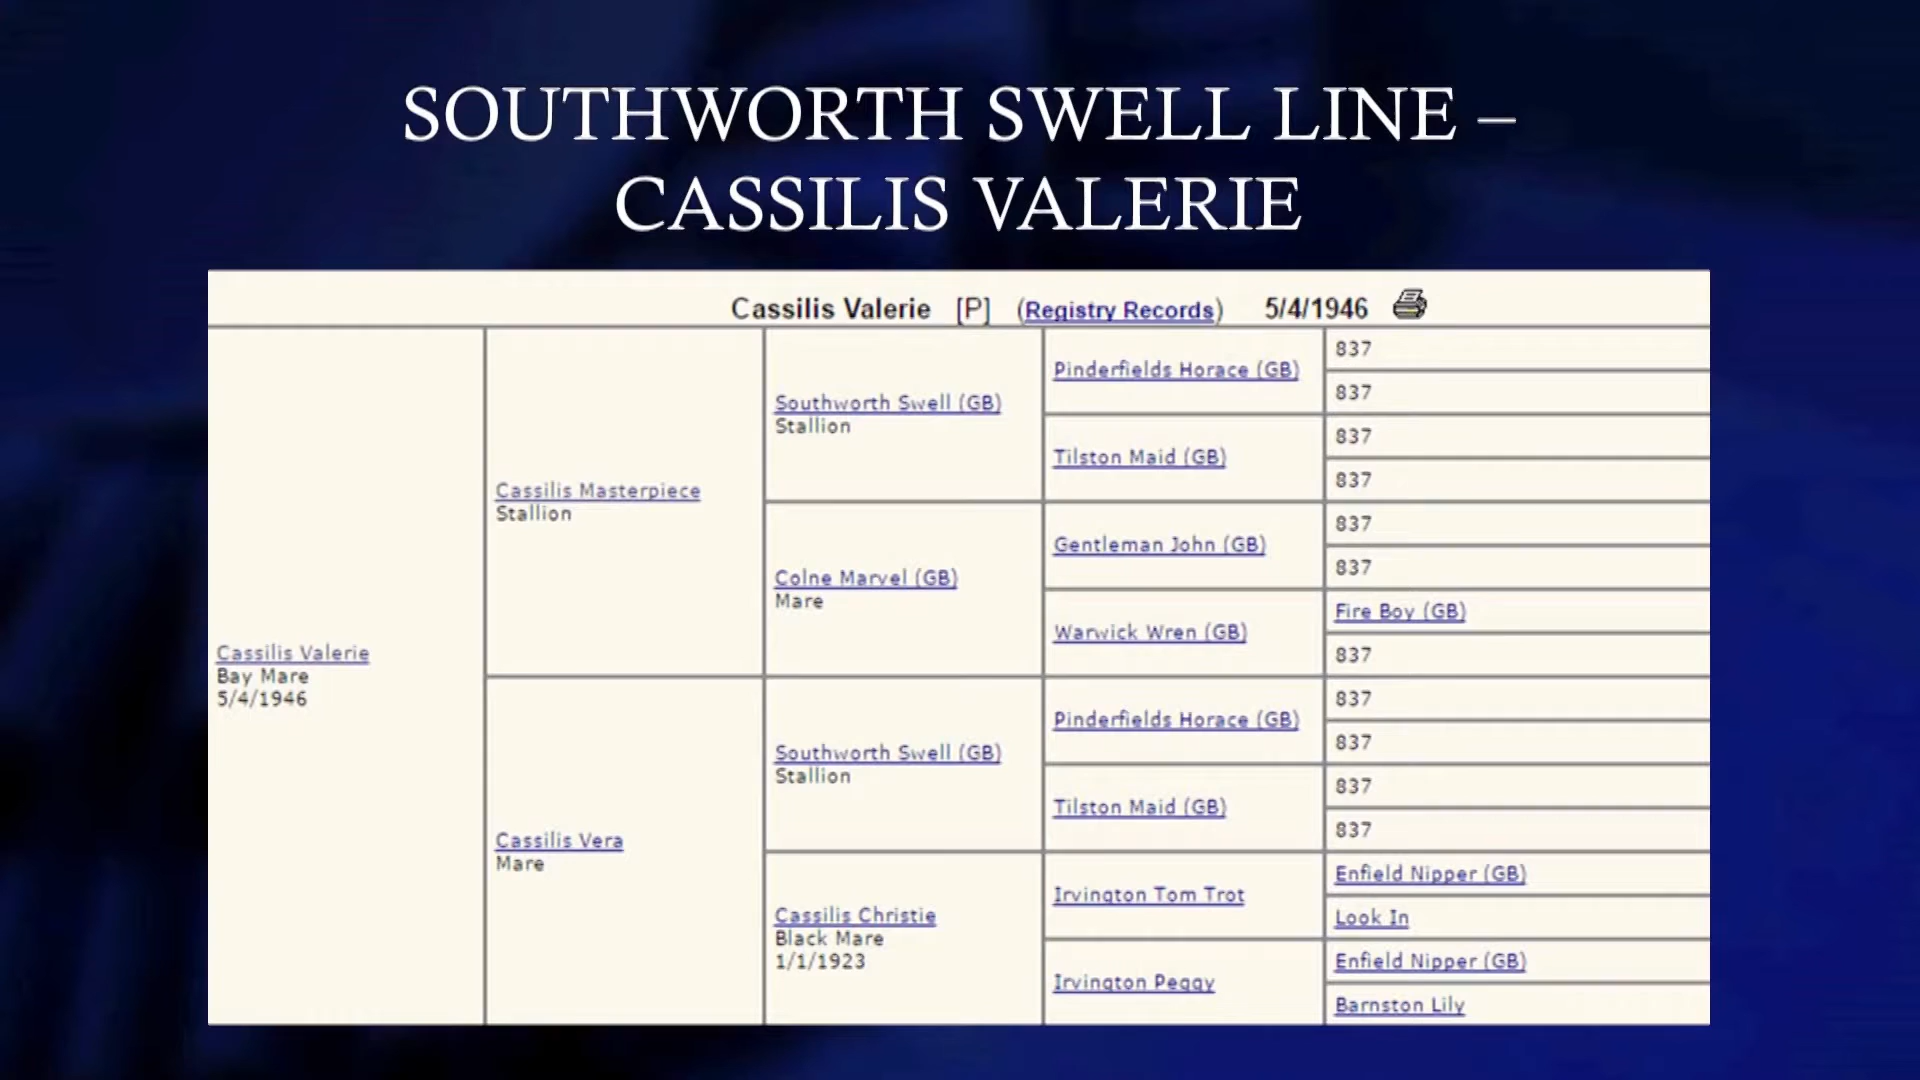 SOUTHWORTH SWELL LINE –
CASSILIS VALERIE
Cassilis Valerie [P] (Registry Records) 5/4/1946
Cassilis Valerie
Bay Mare
5/4/1946
Cassilis Masterpiece
Stallion
Cassilis Vera
Mare
Southworth Swell (GB)
Stallion
Colne Marvel (GB)
Mare
Southworth Swell (GB)
Stallion
Cassilis Christie
Black Mare
1/1/1923
Pinderfields Horace (GB)
Tilston Maid (GB)
Gentleman John (GB)
Warwick Wren (GB)
Pinderfields Horace (GB)
Tilston Maid (GB)
Irvington Tom Trot
Irvington Peggy
837
837
837
837
837
837
Fire Boy (GB)
837
837
837
837
837
Enfield Nipper (GB)
Look In
Enfield Nipper (GB)
Barnston Lily